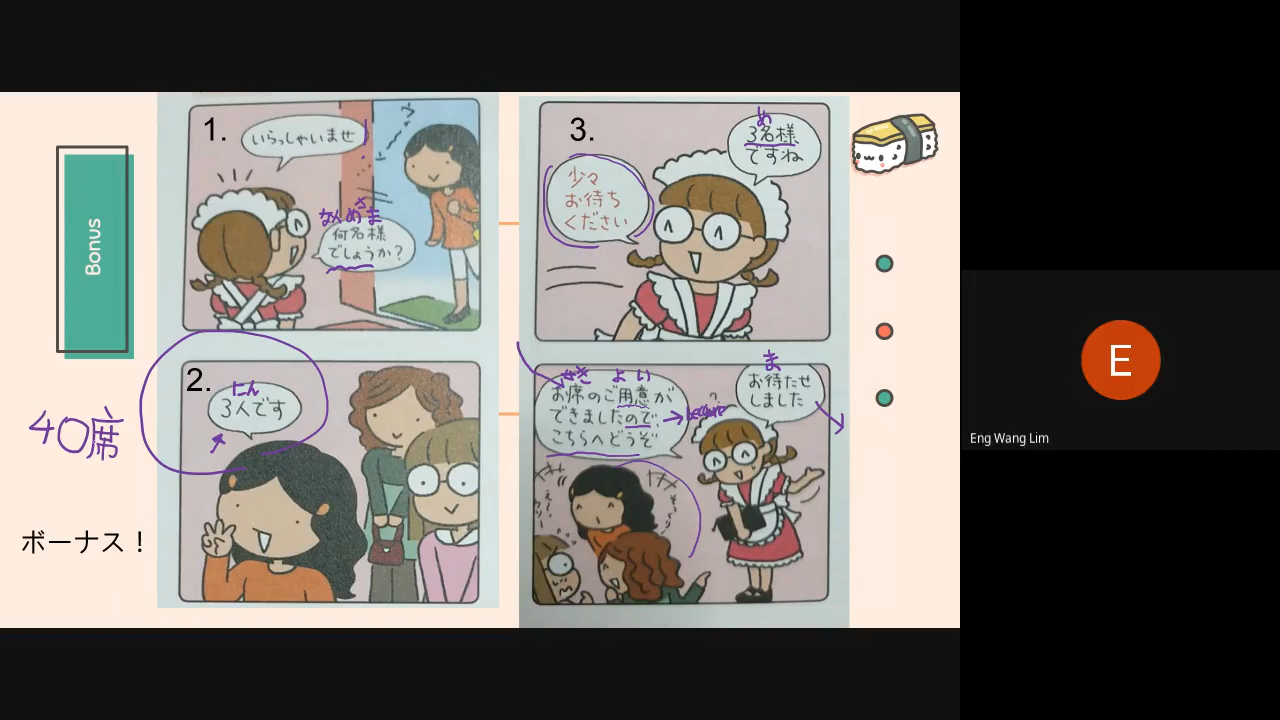 Bonus
40席
ボーナス！
1.
いらっしゃいませ
なんめ さま
何名様
でしょうか？
2.
にん
3人です
3.
め
3名様
ですね
少々
お待ち
ください
ま
お待たせ
しました
せき よい
お席のご用意が
できましたので、
こちらへどうぞ
E
Eng Wang Lim